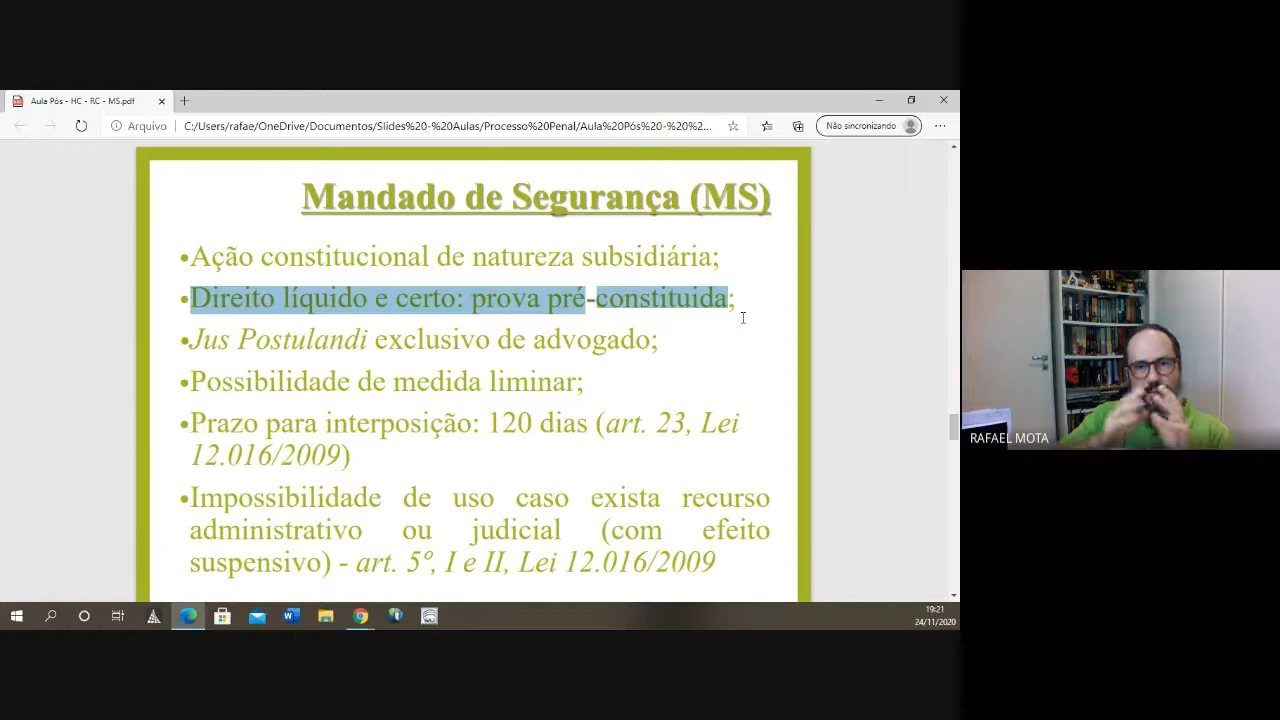 Aula Pós - HC - RC - MS.pdf
Arquivo
C:/Users/rafae/OneDrive/Documentos/Slides%20-%20Aulas/Processo%20Penal/Aula%20Pós%20-%20%2...
Não sincronizando
Mandado de Segurança (MS)
•Ação constitucional de natureza subsidiária;
•Direito líquido e certo: prova pré-constituida;
•Jus Postulandi exclusivo de advogado;
•Possibilidade de medida liminar;
•Prazo para interposição: 120 dias (art. 23, Lei
12.016/2009)
•Impossibilidade de uso caso exista recurso
administrativo ou judicial (com efeito
suspensivo) - art. 5º, I e II, Lei 12.016/2009
RAFAEL MOTA
19:21
24/11/2020